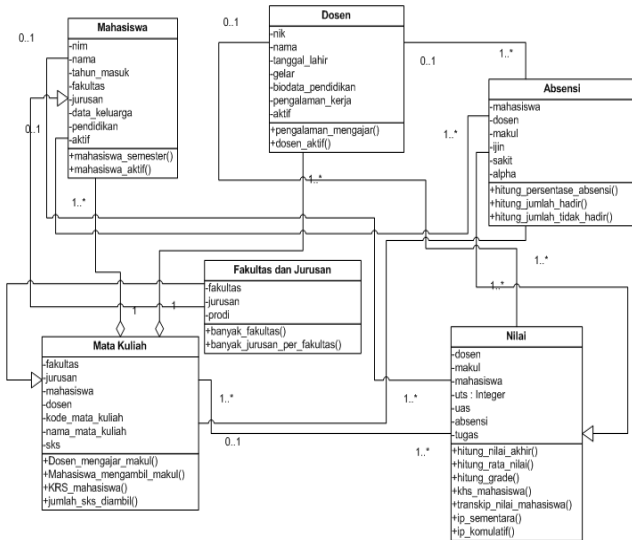 Mahasiswa
-nim
-nama
-tahun_masuk
-fakultas
-jurusan
-data_keluarga
-pendidikan
-aktif
+mahasiswa_semester()
+mahasiswa_aktif()
Dosen
-nik
-nama
-tanggal_lahir
-gelar
-biodata_pendidikan
-pengalaman_kerja
-aktif
+pengalaman_mengajar()
+dosen_aktif()
Absensi
-mahasiswa
-dosen
-makul
-ijin
-sakit
-alpha
+hitung_persentase_absensi()
+hitung_jumlah_hadir()
+hitung_jumlah_tidak_hadir()
Fakultas dan Jurusan
-fakultas
-jurusan
-prodi
+banyak_fakultas()
+banyak_jurusan_per_fakultas()
Mata Kuliah
-fakultas
-jurusan
-mahasiswa
-dosen
-kode_mata_kuliah
-nama_mata_kuliah
-sks
+Dosen_mengajar_makul()
+Mahasiswa_mengambil_makul()
+KRS_mahasiswa()
+jumlah_sks_diambil()
Nilai
-dosen
-makul
-mahasiswa
-uts : Integer
-uas
-absensi
-tugas
+hitung_nilai_akhir()
+hitung_rata_nilai()
+hitung_grade()
+khs_mahasiswa()
+transkip_nilai_mahasiswa()
+ip_sementara()
+ip_komulatif()
0..1
0..1
0..1
0..1
1..*
1..*
1..*
1..*
1..*
1..*
1
1
1..*
1..*
0..1
1..*